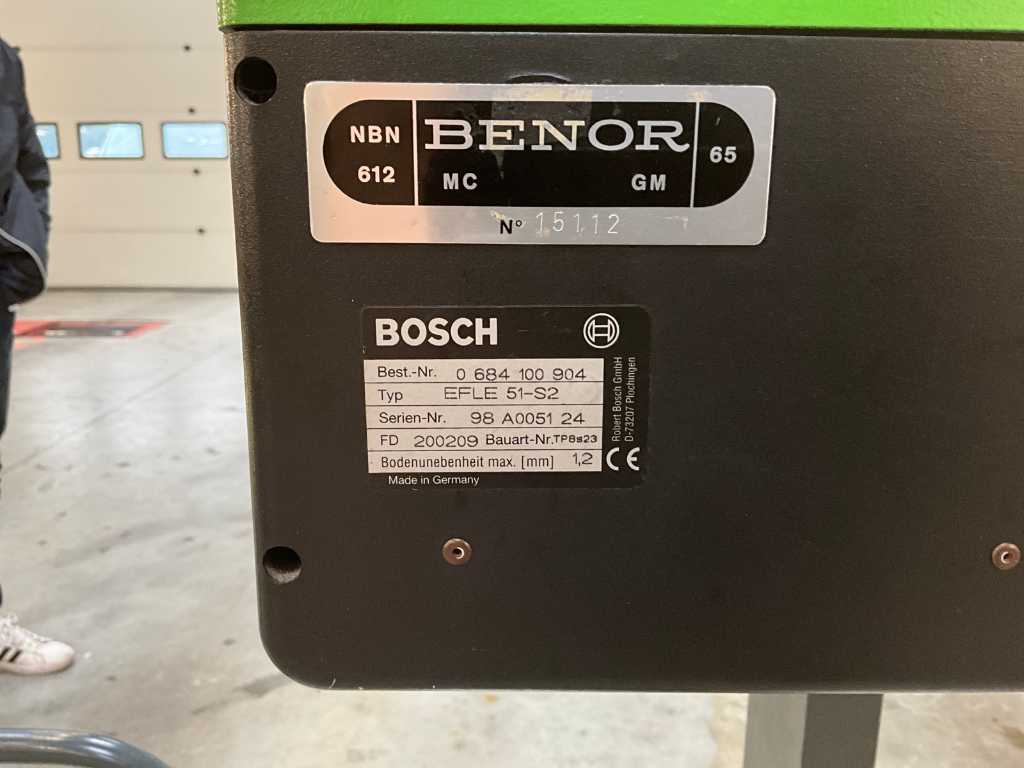 NBN
612
BENOR
MC GM
65
N° 15112
BOSCH
Best.-Nr. 0 684 100 904
Typ EFLE 51-S2
Serien-Nr. 98 A0051 24
FD 200209 Bauart-Nr. TP8s23
Bodenunebenheit max. [mm] 1,2
CE
Made in Germany
Robert Bosch GmbH
D-73207 Plochingen